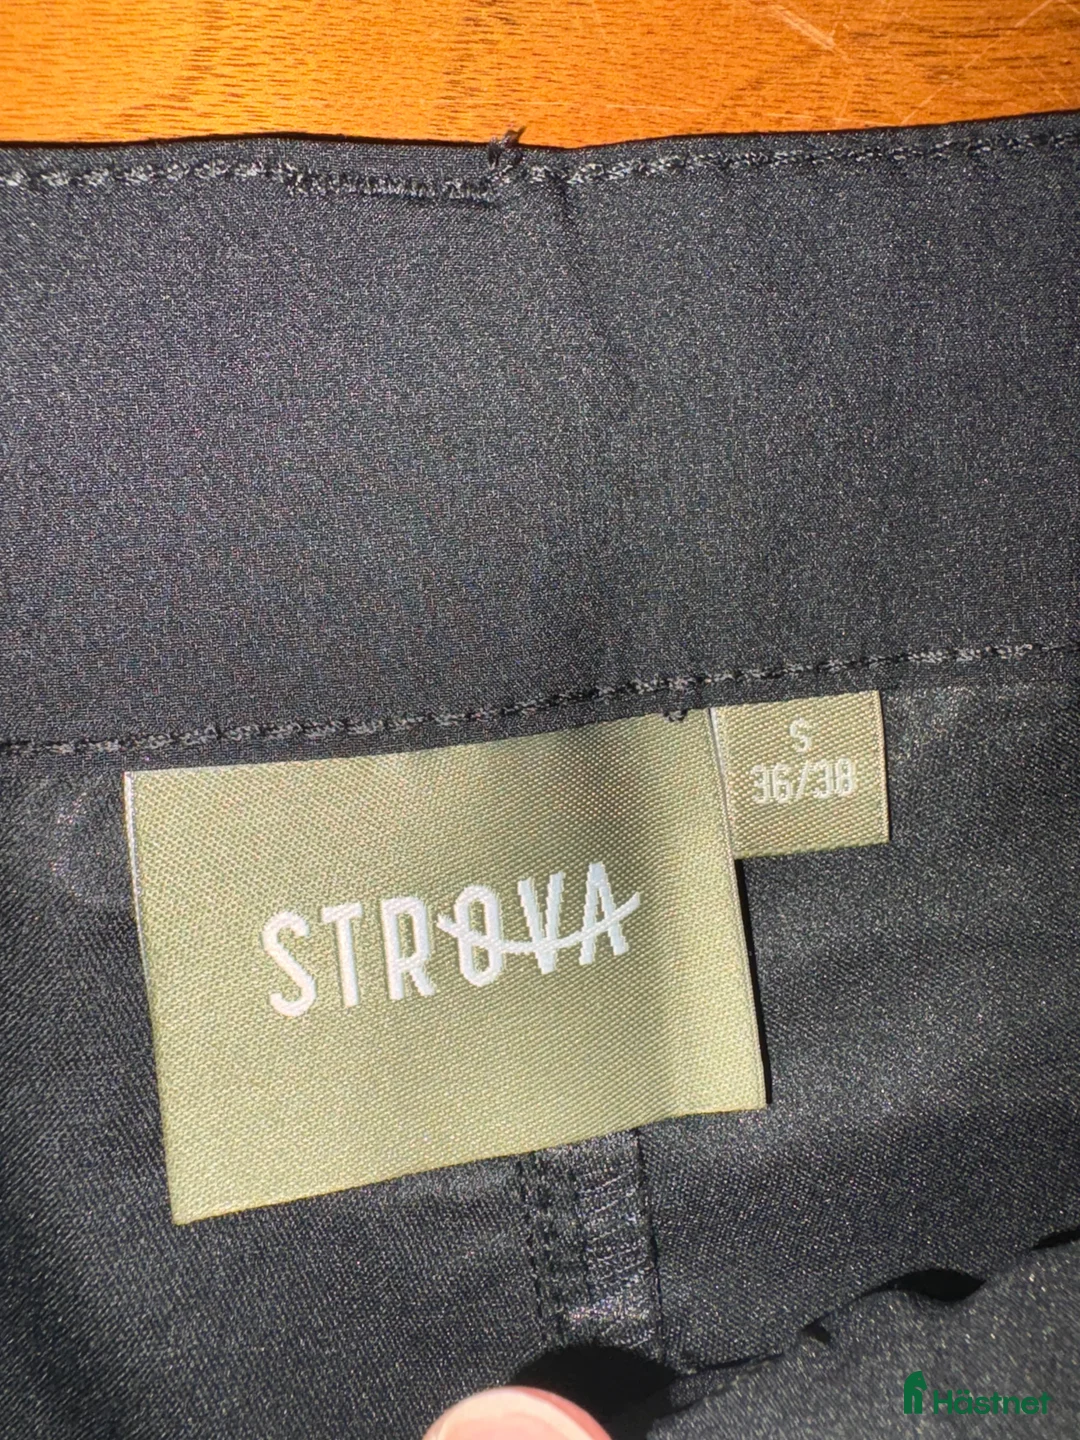 S
36/38
STROVA
Hästnet